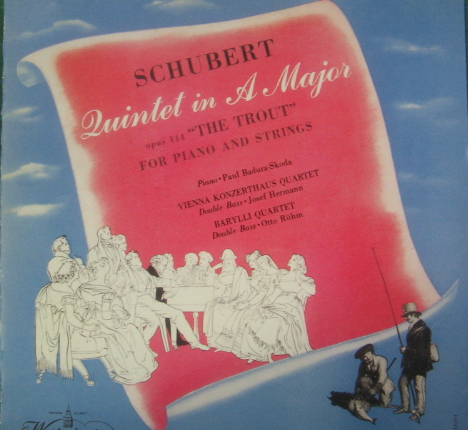 SCHUBERT
Quintet in A Major
opus 114 "THE TROUT"
FOR PIANO AND STRINGS
Piano • Paul Badura-Skoda
VIENNA KONZERTHAUS QUARTET
Double Bass • Josef Hermann
BARYLLI QUARTET
Double Bass • Otto Rühm